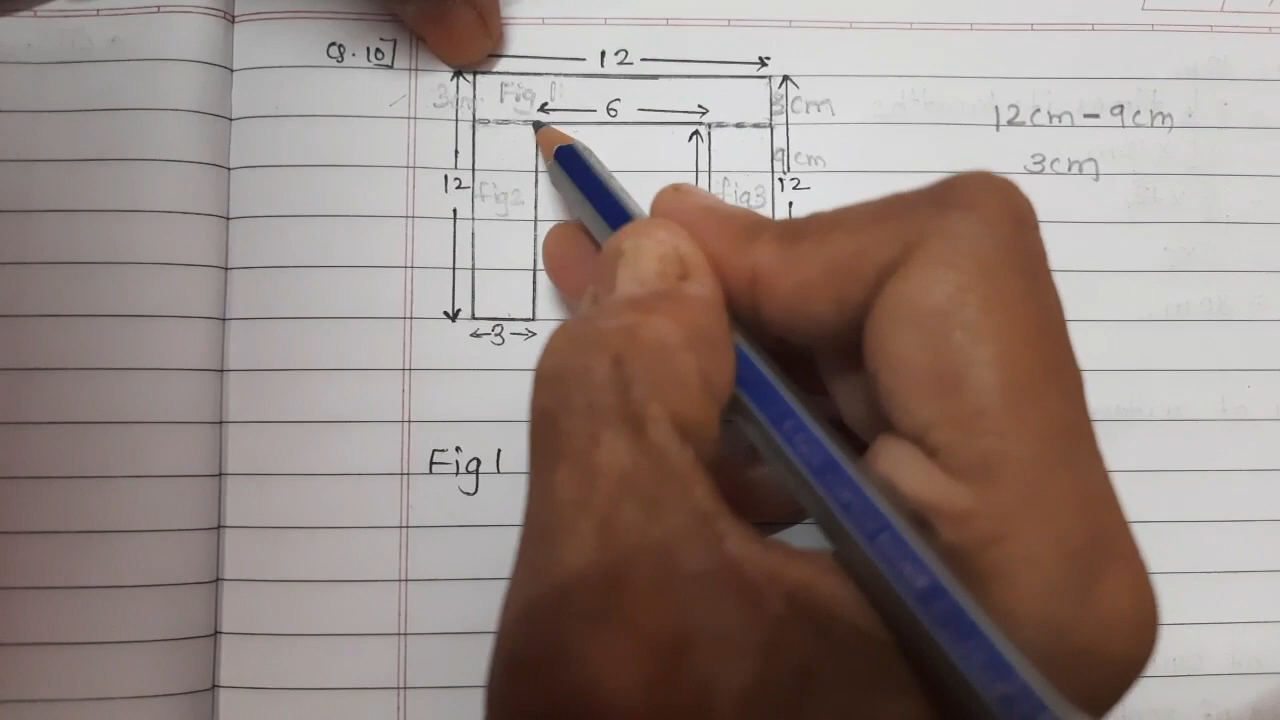 Q.10]
12
3cm Fig 1 3cm
6
12cm-9cm
9cm
3cm
12 fig2 fig3 12
3
Fig 1